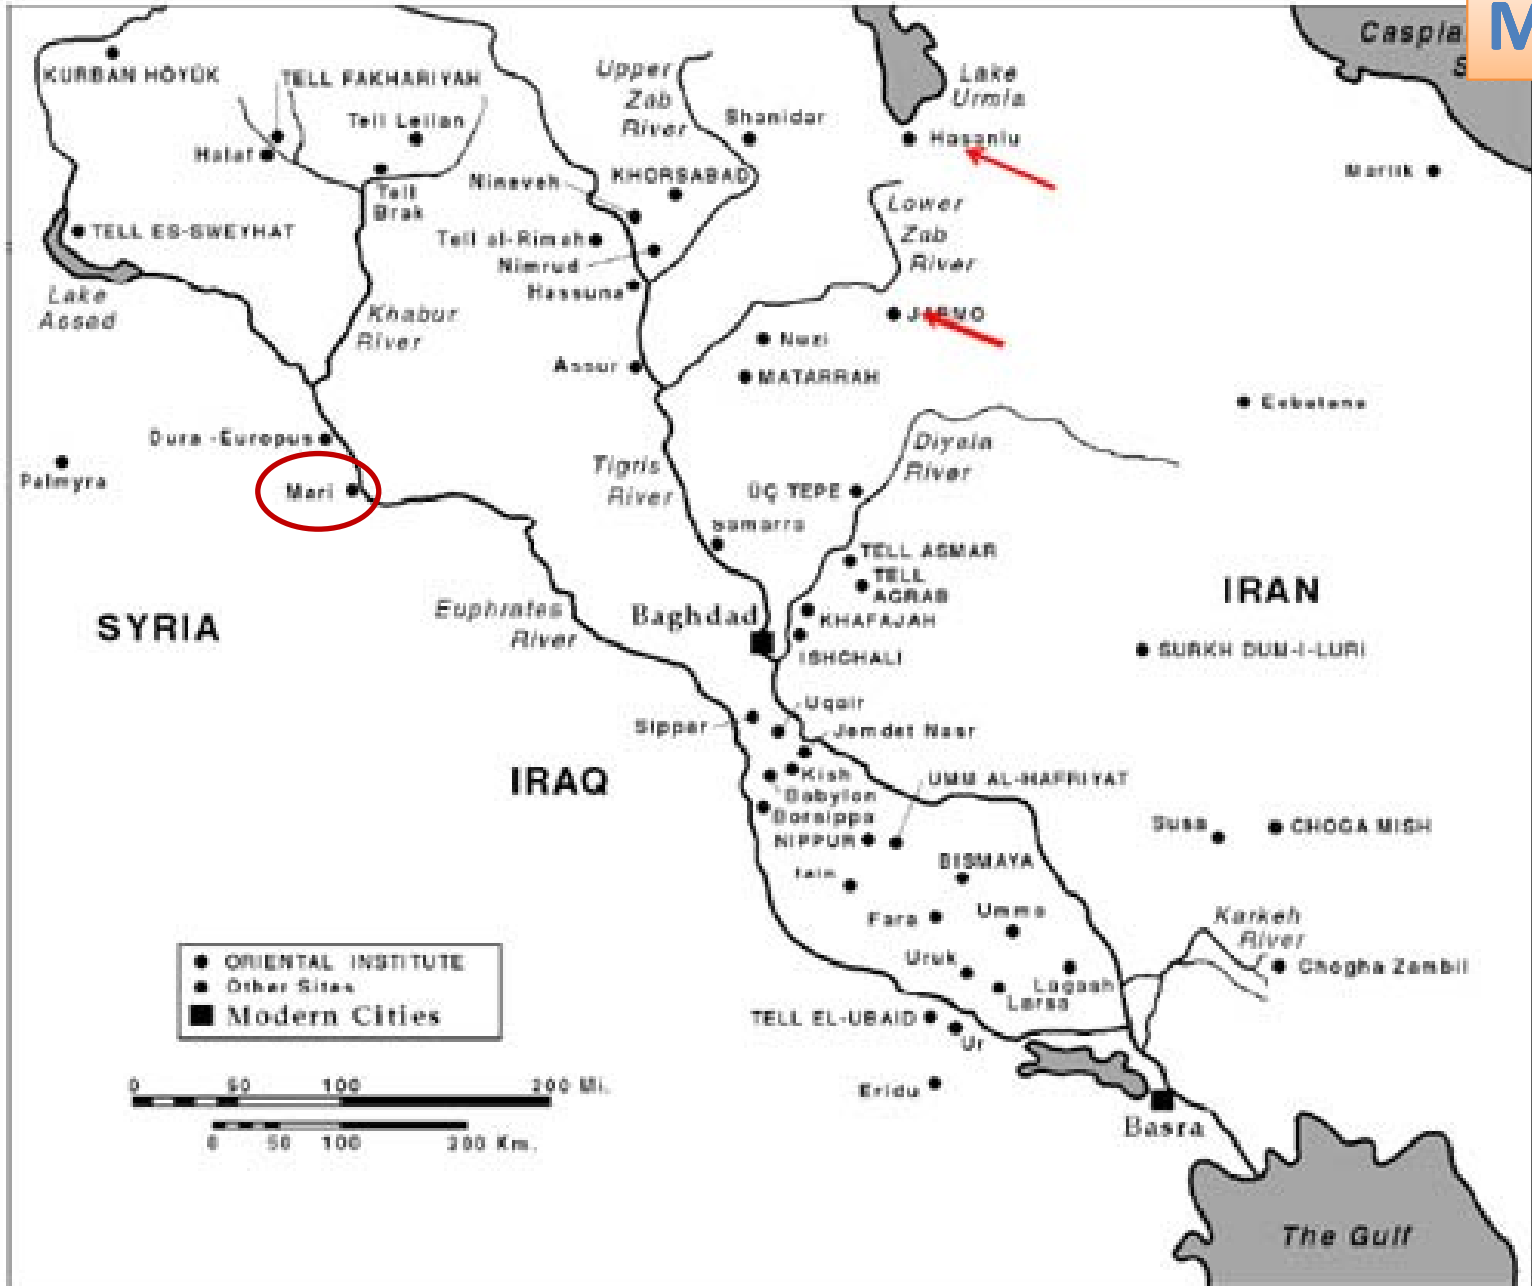 M
Caspia
S
KURBAN HÖYÜK
TELL FAKHARIYAH
Tell Leilan
Halaf
Tell
Brak
TELL ES-SWEYHAT
Lake
Assad
Khabur
River
Upper
Zab
River
Shanidar
Lake
Urmia
Hasanlu
Marlik
Nineveh
KHORSABAD
Tell al-Rimah
Nimrud
Hassuna
Lower
Zab
River
JARMO
Nuzi
Assur
MATARRAH
Ecbatana
Dura -Europus
Palmyra
Mari
Tigris
River
Diyala
River
ÜÇ TEPE
Samarra
TELL ASMAR
TELL
AGRAB
KHAFAJAH
ISHCHALI
Baghdad
Euphrates
River
SYRIA
IRAN
SURKH DUM-I-LURI
Sippar
Uqair
Jemdet Nasr
IRAQ
Kish
Babylon
Borsippa
UMM AL-HAFRIYAT
NIPPUR
Susa
CHOGA MISH
Isin
BISMAYA
Fara
Umma
Karkeh
River
Uruk
Lagash
Larsa
Chogha Zambil
TELL EL-UBAID
Ur
Eridu
Basra
The Gulf
ORIENTAL INSTITUTE
Other Sites
Modern Cities
0 50 100 200 Mi.
0 50 100 200 Km.